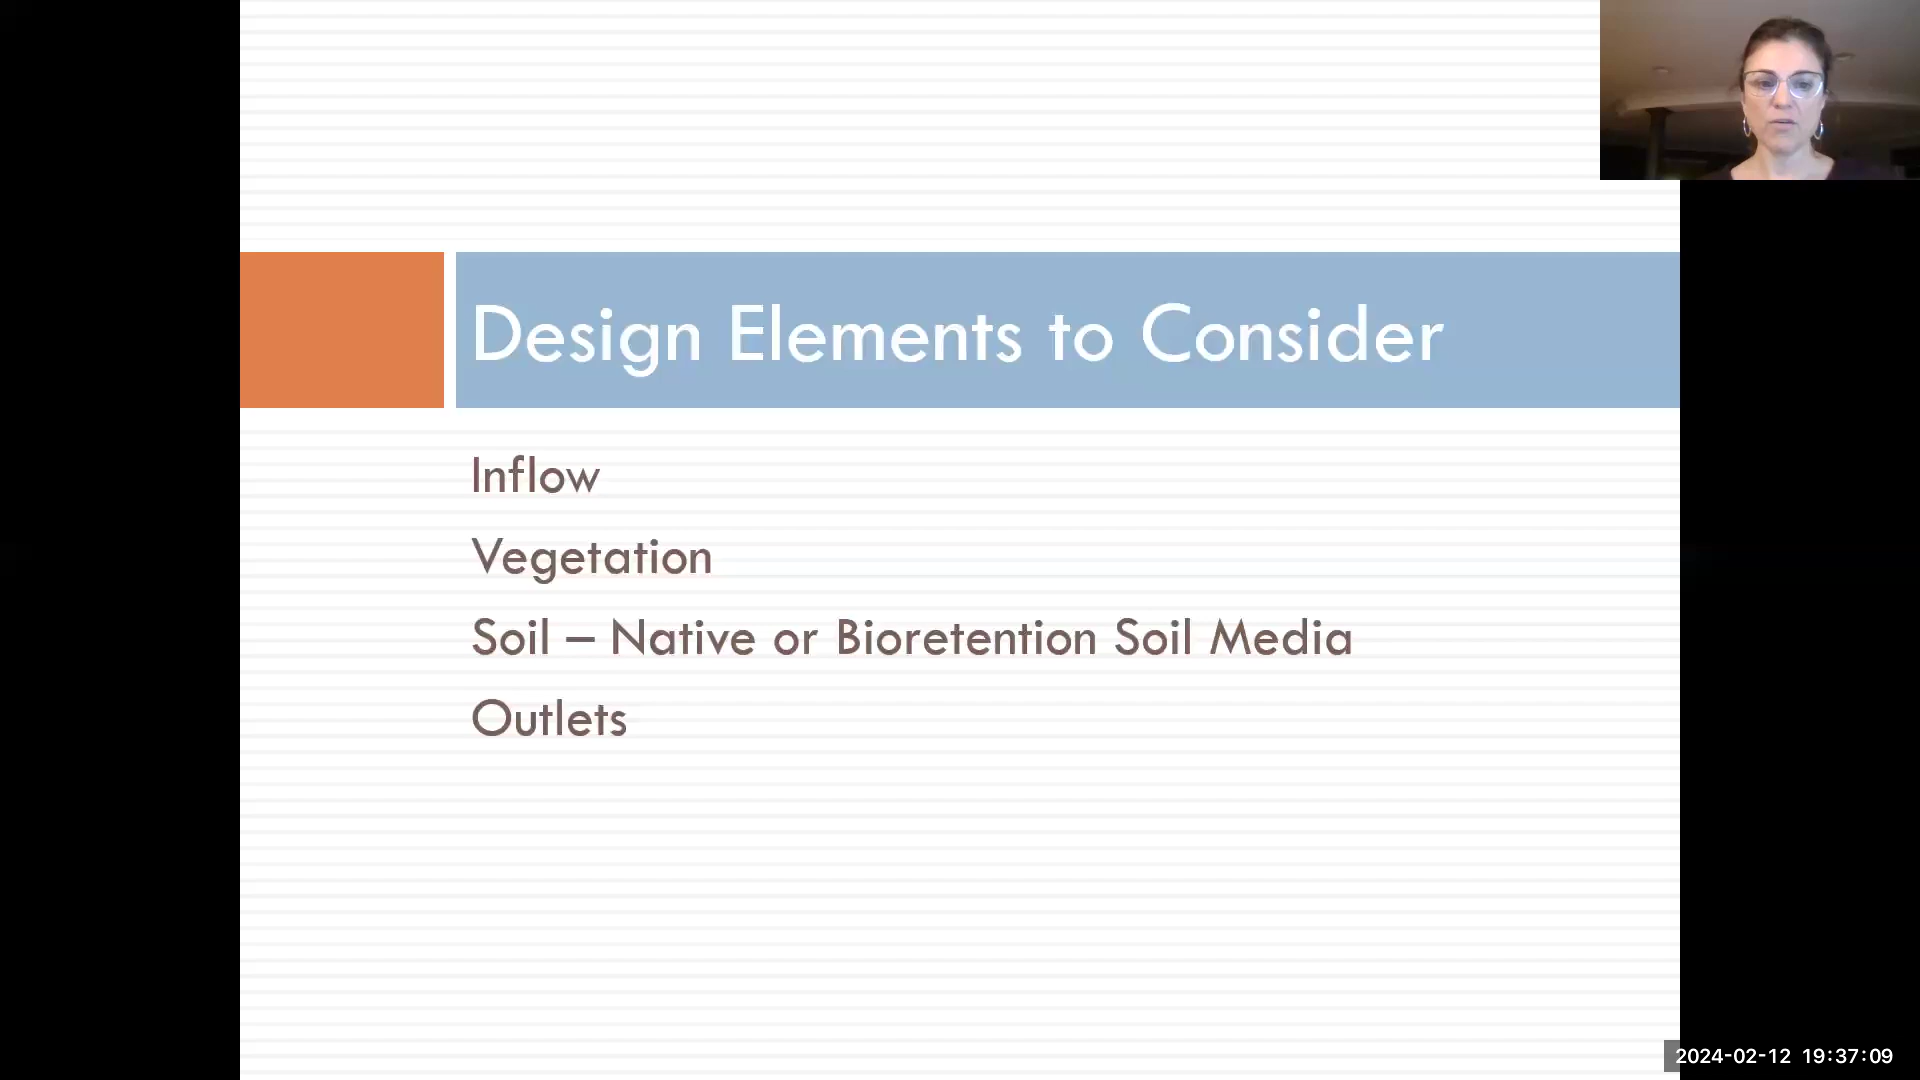 Design Elements to Consider
Inflow
Vegetation
Soil – Native or Bioretention Soil Media
Outlets
2024-02-12 19:37:09